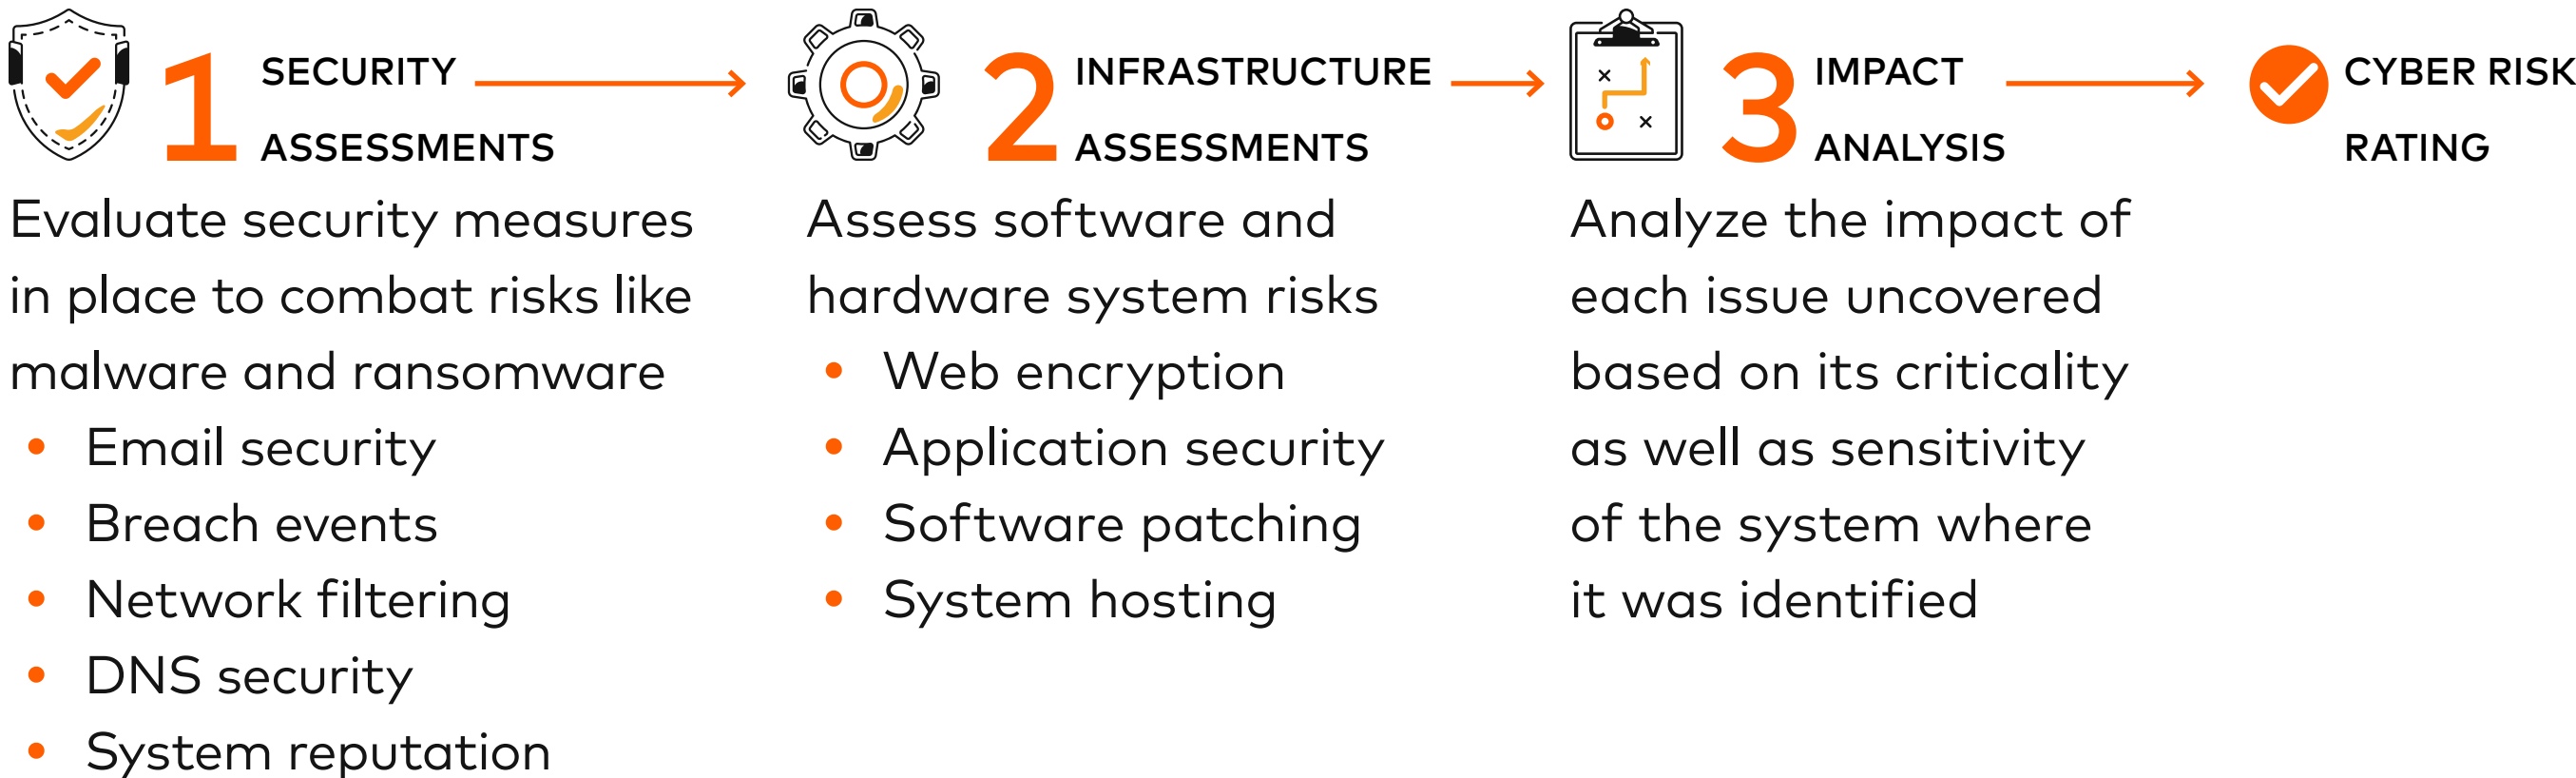 1 SECURITY
ASSESSMENTS
Evaluate security measures
in place to combat risks like
malware and ransomware
• Email security
• Breach events
• Network filtering
• DNS security
• System reputation
2 INFRASTRUCTURE
ASSESSMENTS
Assess software and
hardware system risks
• Web encryption
• Application security
• Software patching
• System hosting
3 IMPACT
ANALYSIS
Analyze the impact of
each issue uncovered
based on its criticality
as well as sensitivity
of the system where
it was identified
CYBER RISK
RATING